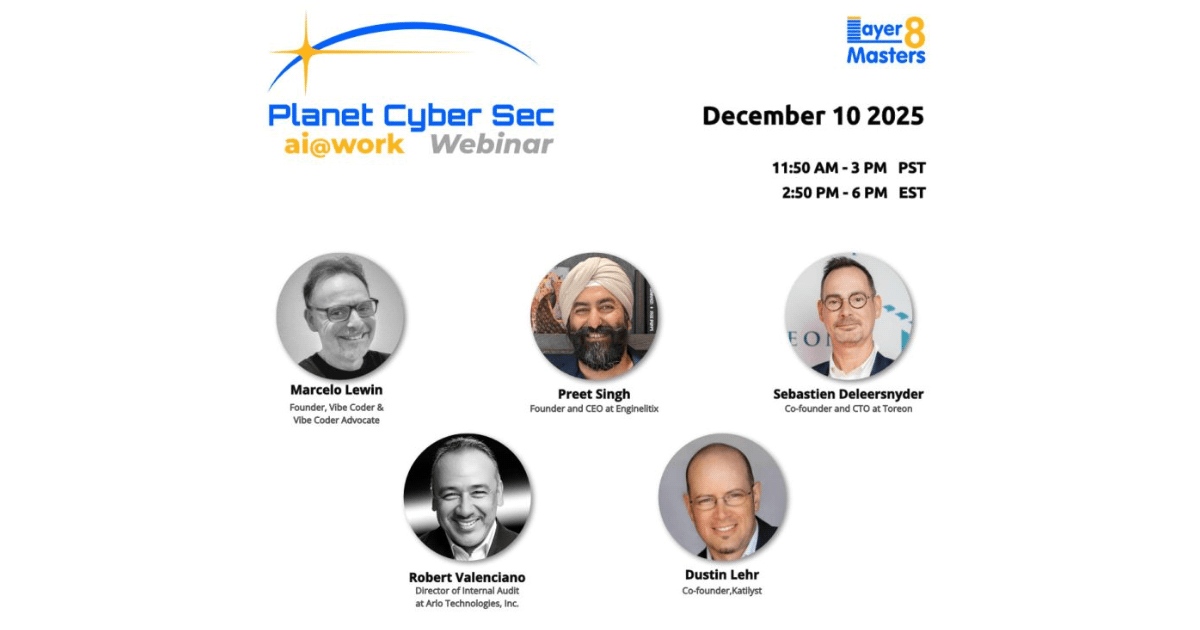 Layer 8
Masters
Planet Cyber Sec
ai@work Webinar
December 10 2025
11:50 AM - 3 PM PST
2:50 PM - 6 PM EST
EO
Marcelo Lewin
Founder, Vibe Coder &
Vibe Coder Advocate
Preet Singh
Founder and CEO at Enginelitix
Sebastien Deleersnyder
Co-founder and CTO at Toreon
Robert Valenciano
Director of Internal Audit
at Arlo Technologies, Inc.
Dustin Lehr
Co-founder,Katilyst